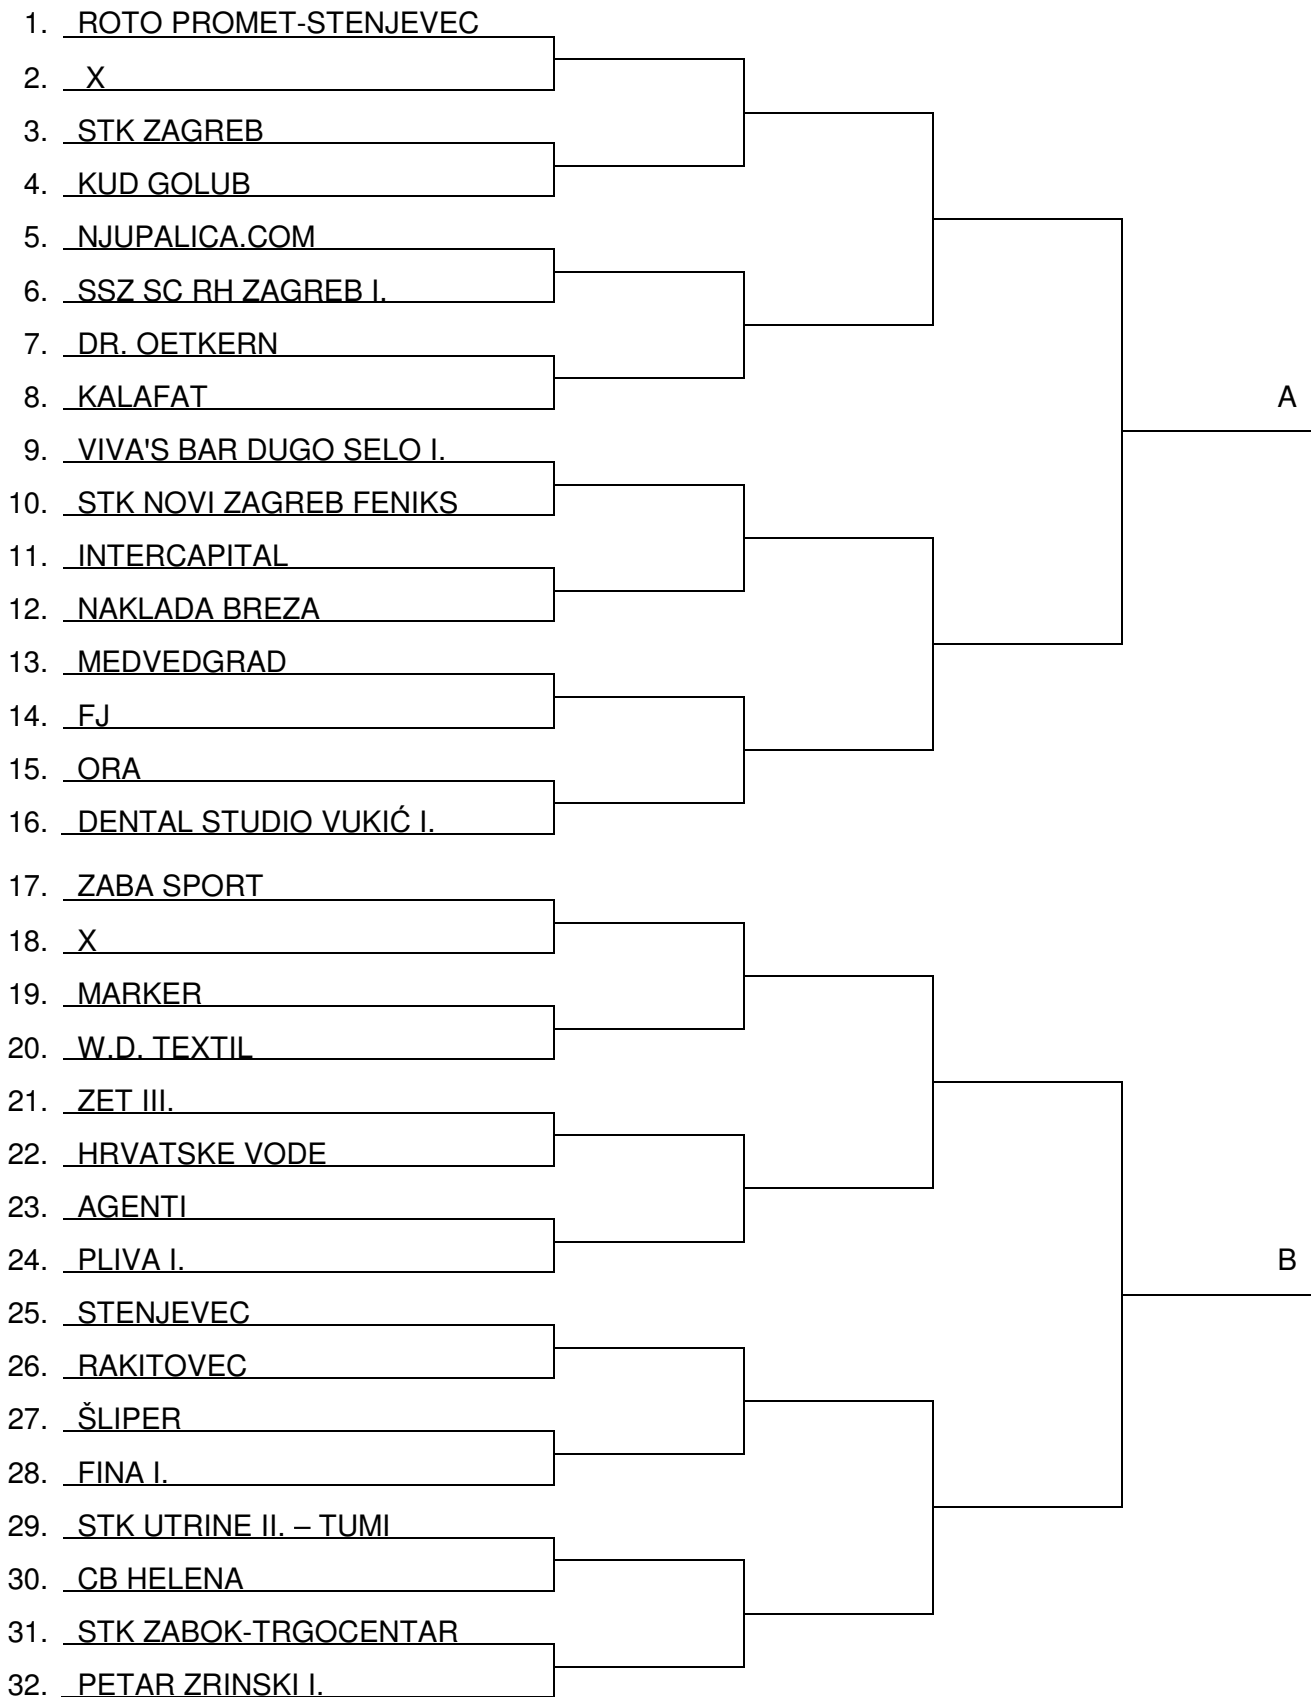 1. ROTO PROMET-STENJEVEC
2. X
3. STK ZAGREB
4. KUD GOLUB
5. NJUPALICA.COM
6. SSZ SC RH ZAGREB I.
7. DR. OETKERN
8. KALAFAT
A
9. VIVA'S BAR DUGO SELO I.
10. STK NOVI ZAGREB FENIKS
11. INTERCAPITAL
12. NAKLADA BREZA
13. MEDVEDGRAD
14. FJ
15. ORA
16. DENTAL STUDIO VUKIĆ I.
17. ZABA SPORT
18. X
19. MARKER
20. W.D. TEXTIL
21. ZET III.
22. HRVATSKE VODE
23. AGENTI
24. PLIVA I.
B
25. STENJEVEC
26. RAKITOVEC
27. ŠLIPER
28. FINA I.
29. STK UTRINE II. – TUMI
30. CB HELENA
31. STK ZABOK-TRGOCENTAR
32. PETAR ZRINSKI I.